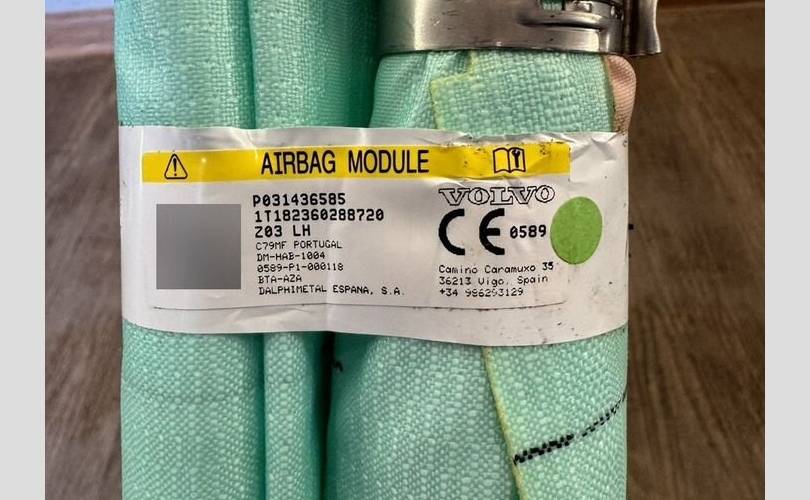 AIRBAG MODULE
P031436585
1T182360288720
Z03 LH
C79MF PORTUGAL
DM-HAB-1004
0589-P1-000118
BTA-AZA
DALPHIMETAL ESPANA, S.A.
VOLVO
CE 0589
Camino Caramuxo 35
36213 Vigo, Spain
+34 986293129